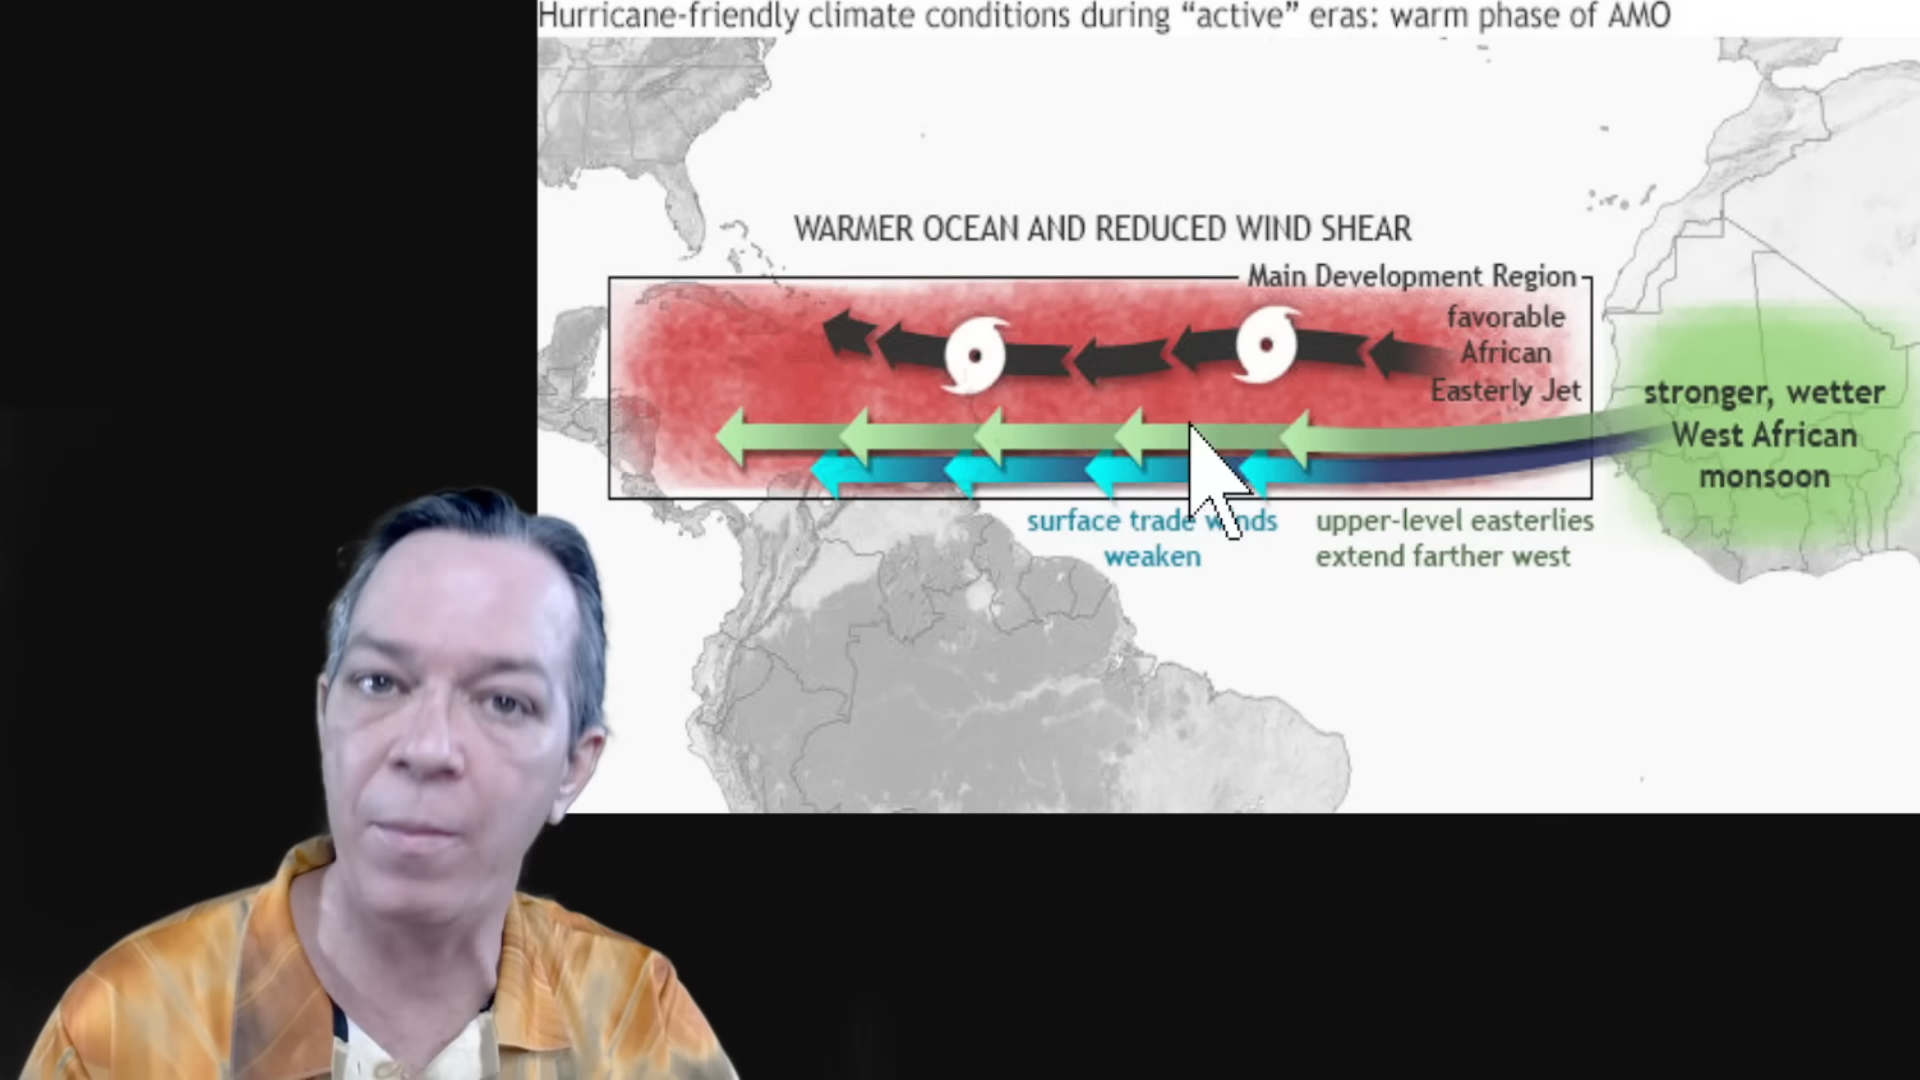 Hurricane-friendly climate conditions during “active” eras: warm phase of AMO
WARMER OCEAN AND REDUCED WIND SHEAR
Main Development Region
favorable
African
Easterly Jet
stronger, wetter
West African
monsoon
surface trade winds
weaken
upper-level easterlies
extend farther west